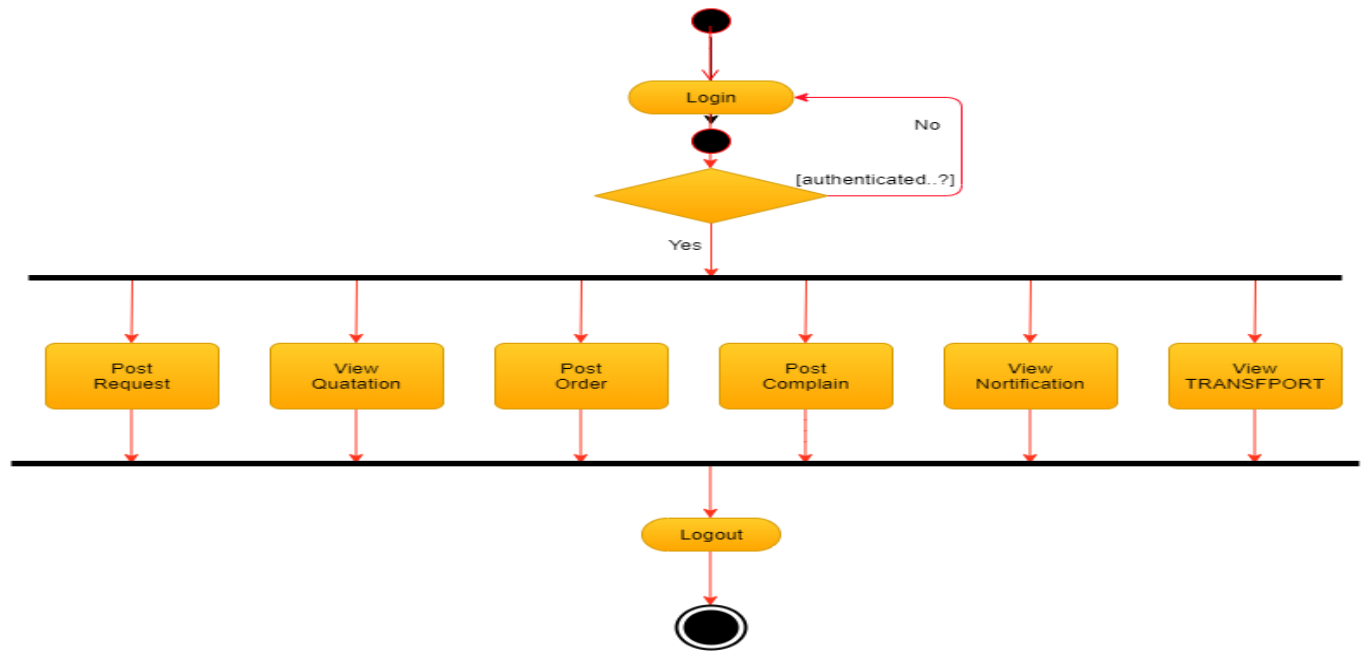 Login
No
[authenticated..?]
Yes
Post
Request
View
Quatation
Post
Order
Post
Complain
View
Nortification
View
TRANSFPORT
Logout